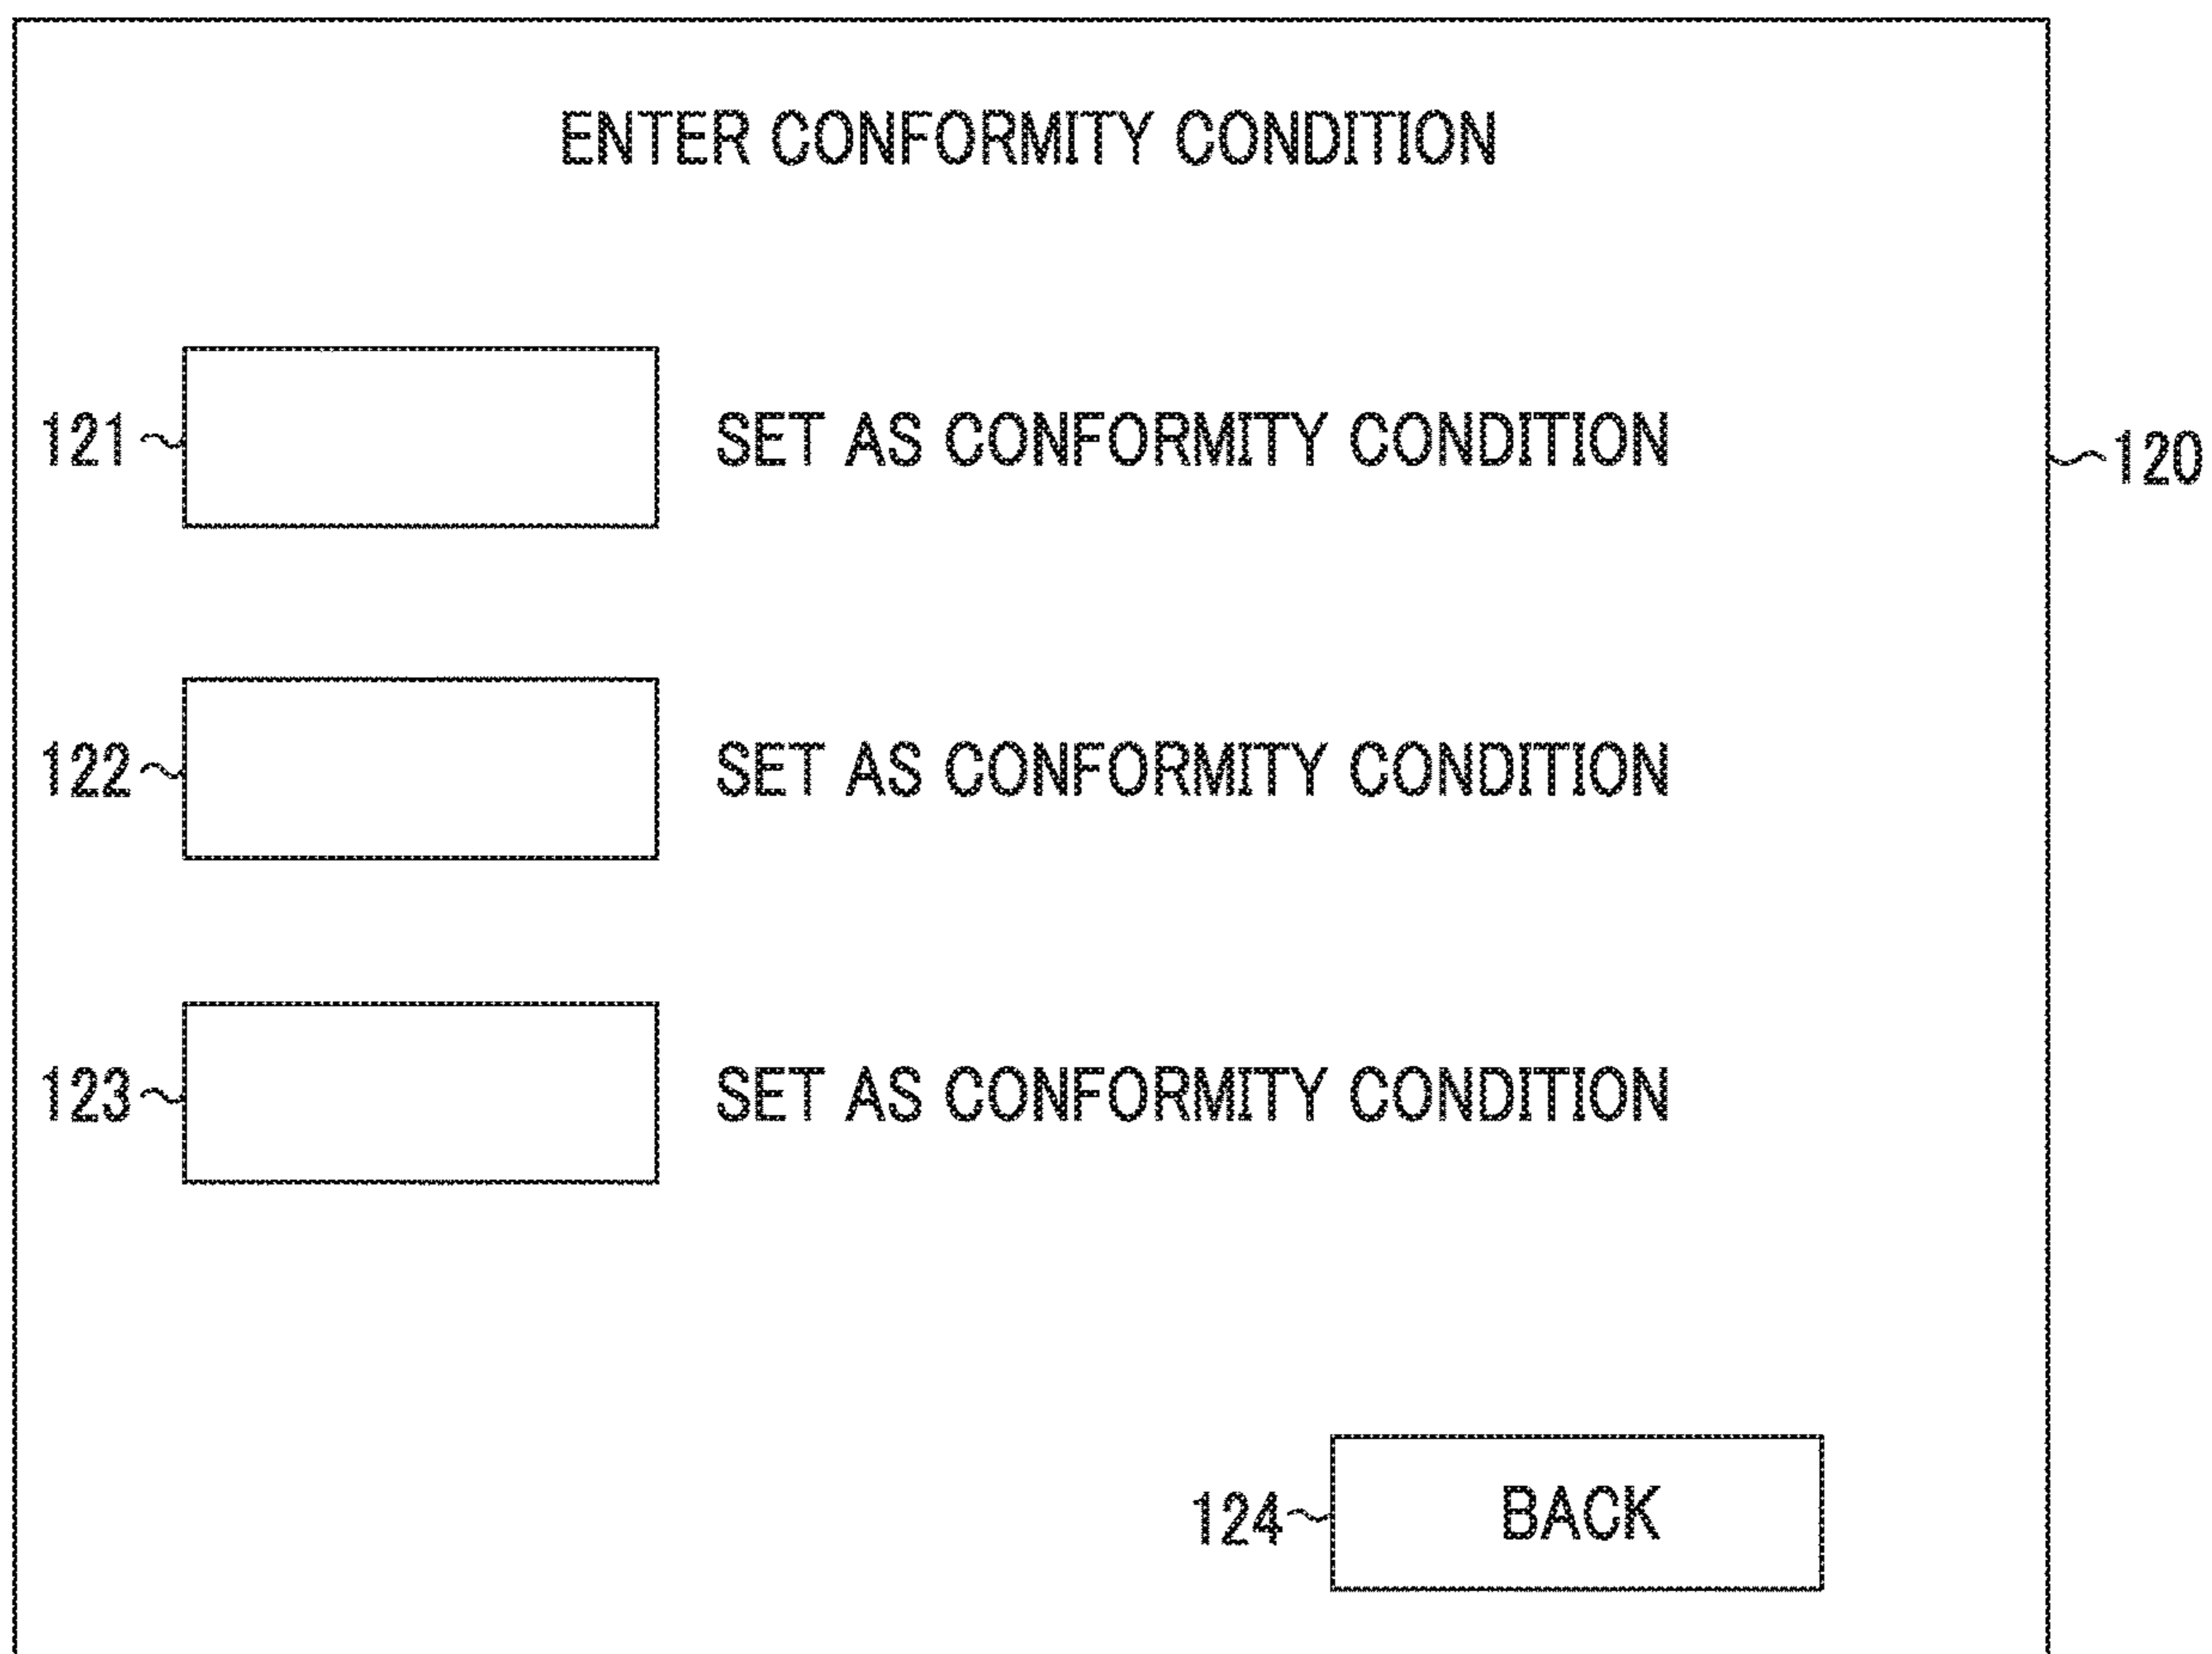 ENTER CONFORMITY CONDITION
121 SET AS CONFORMITY CONDITION
120
122 SET AS CONFORMITY CONDITION
123 SET AS CONFORMITY CONDITION
124 BACK